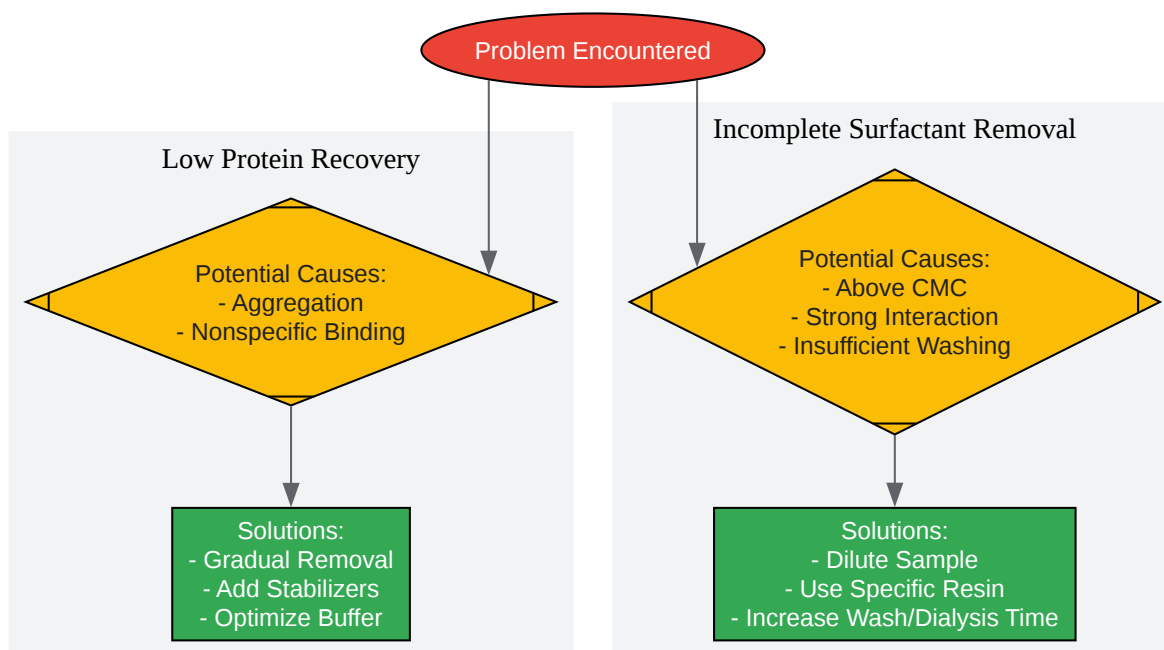 Problem Encountered
Low Protein Recovery
Potential Causes:
- Aggregation
- Nonspecific Binding
Solutions:
- Gradual Removal
- Add Stabilizers
- Optimize Buffer
Incomplete Surfactant Removal
Potential Causes:
- Above CMC
- Strong Interaction
- Insufficient Washing
Solutions:
- Dilute Sample
- Use Specific Resin
- Increase Wash/Dialysis Time